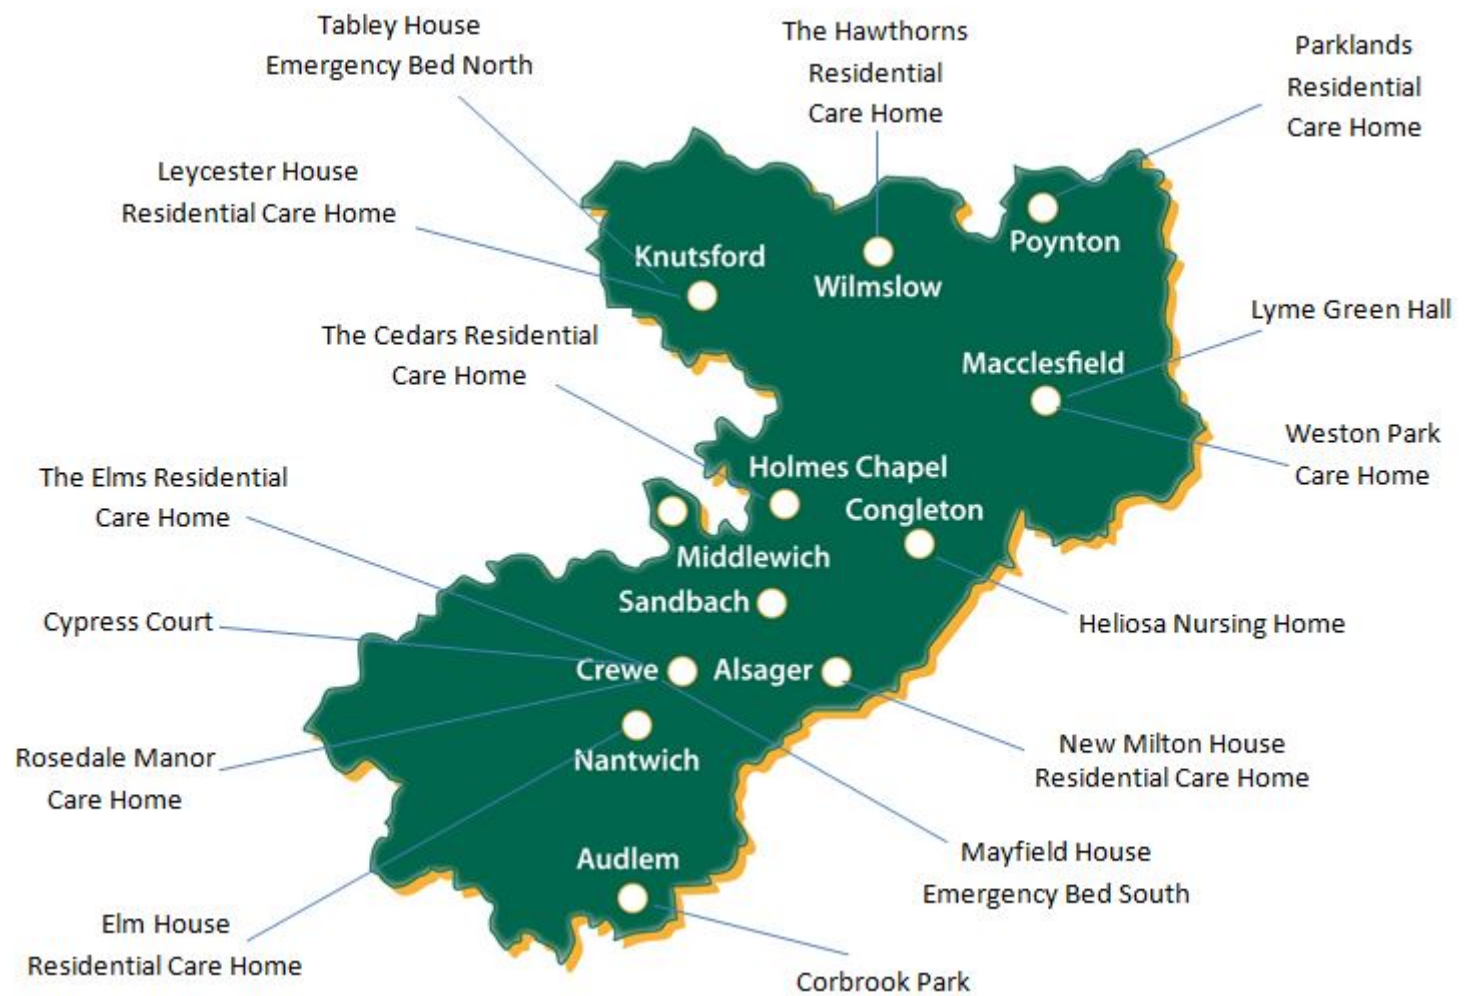 Tabley House
Emergency Bed North
The Hawthorns
Residential
Care Home
Parklands
Residential
Care Home
Leycester House
Residential Care Home
Knutsford
Wilmslow
Poynton
The Cedars Residential
Care Home
Lyme Green Hall
Macclesfield
Weston Park
Care Home
The Elms Residential
Care Home
Holmes Chapel
Congleton
Middlewich
Sandbach
Cypress Court
Heliosa Nursing Home
Crewe
Alsager
Rosedale Manor
Care Home
Nantwich
New Milton House
Residential Care Home
Mayfield House
Emergency Bed South
Audlem
Elm House
Residential Care Home
Corbrook Park